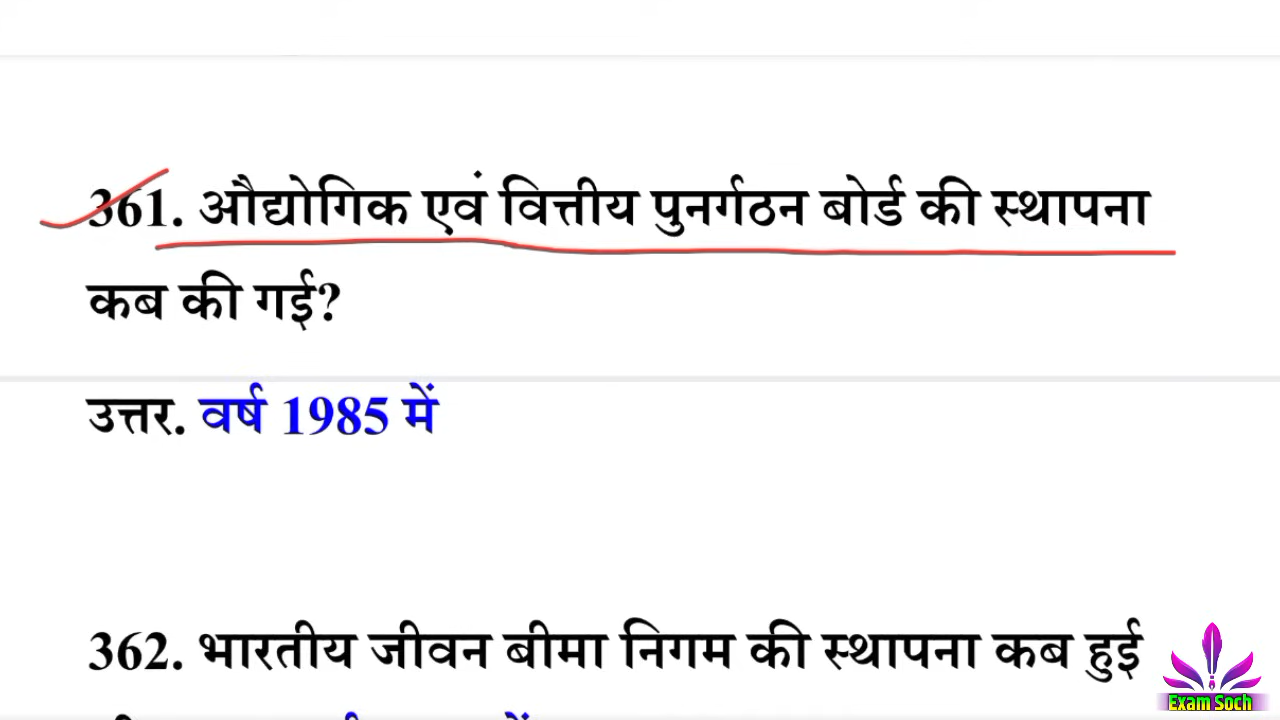 361. औद्योगिक एवं वित्तीय पुनर्गठन बोर्ड की स्थापना
कब की गई?
उत्तर. वर्ष 1985 में
362. भारतीय जीवन बीमा निगम की स्थापना कब हुई
Exam Soch